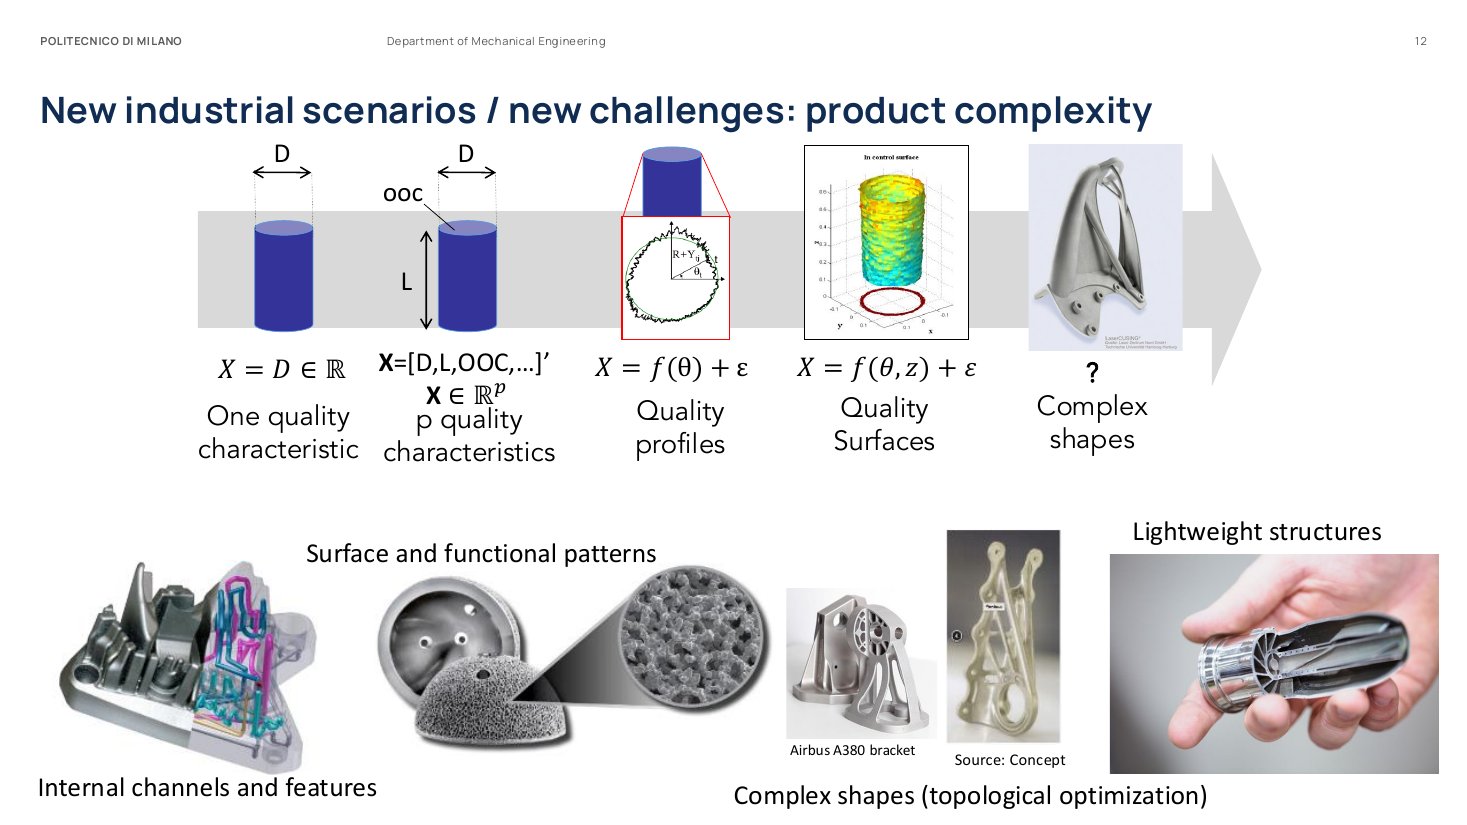 POLITECNICO DI MILANO
Department of Mechanical Engineering
12
New industrial scenarios / new challenges: product complexity
D
D
ooc
L
R+Y
t
θ
In control surface
y
x
LaserCUSING®
X = D ∈ ℝ
One quality
characteristic
X=[D,L,OOC,...]'
X ∈ ℝᵖ
p quality
characteristics
X = f(θ) + ε
Quality
profiles
X = f(θ, z) + ε
Quality
Surfaces
?
Complex
shapes
Surface and functional patterns
Lightweight structures
Internal channels and features
Airbus A380 bracket
Source: Concept
Complex shapes (topological optimization)